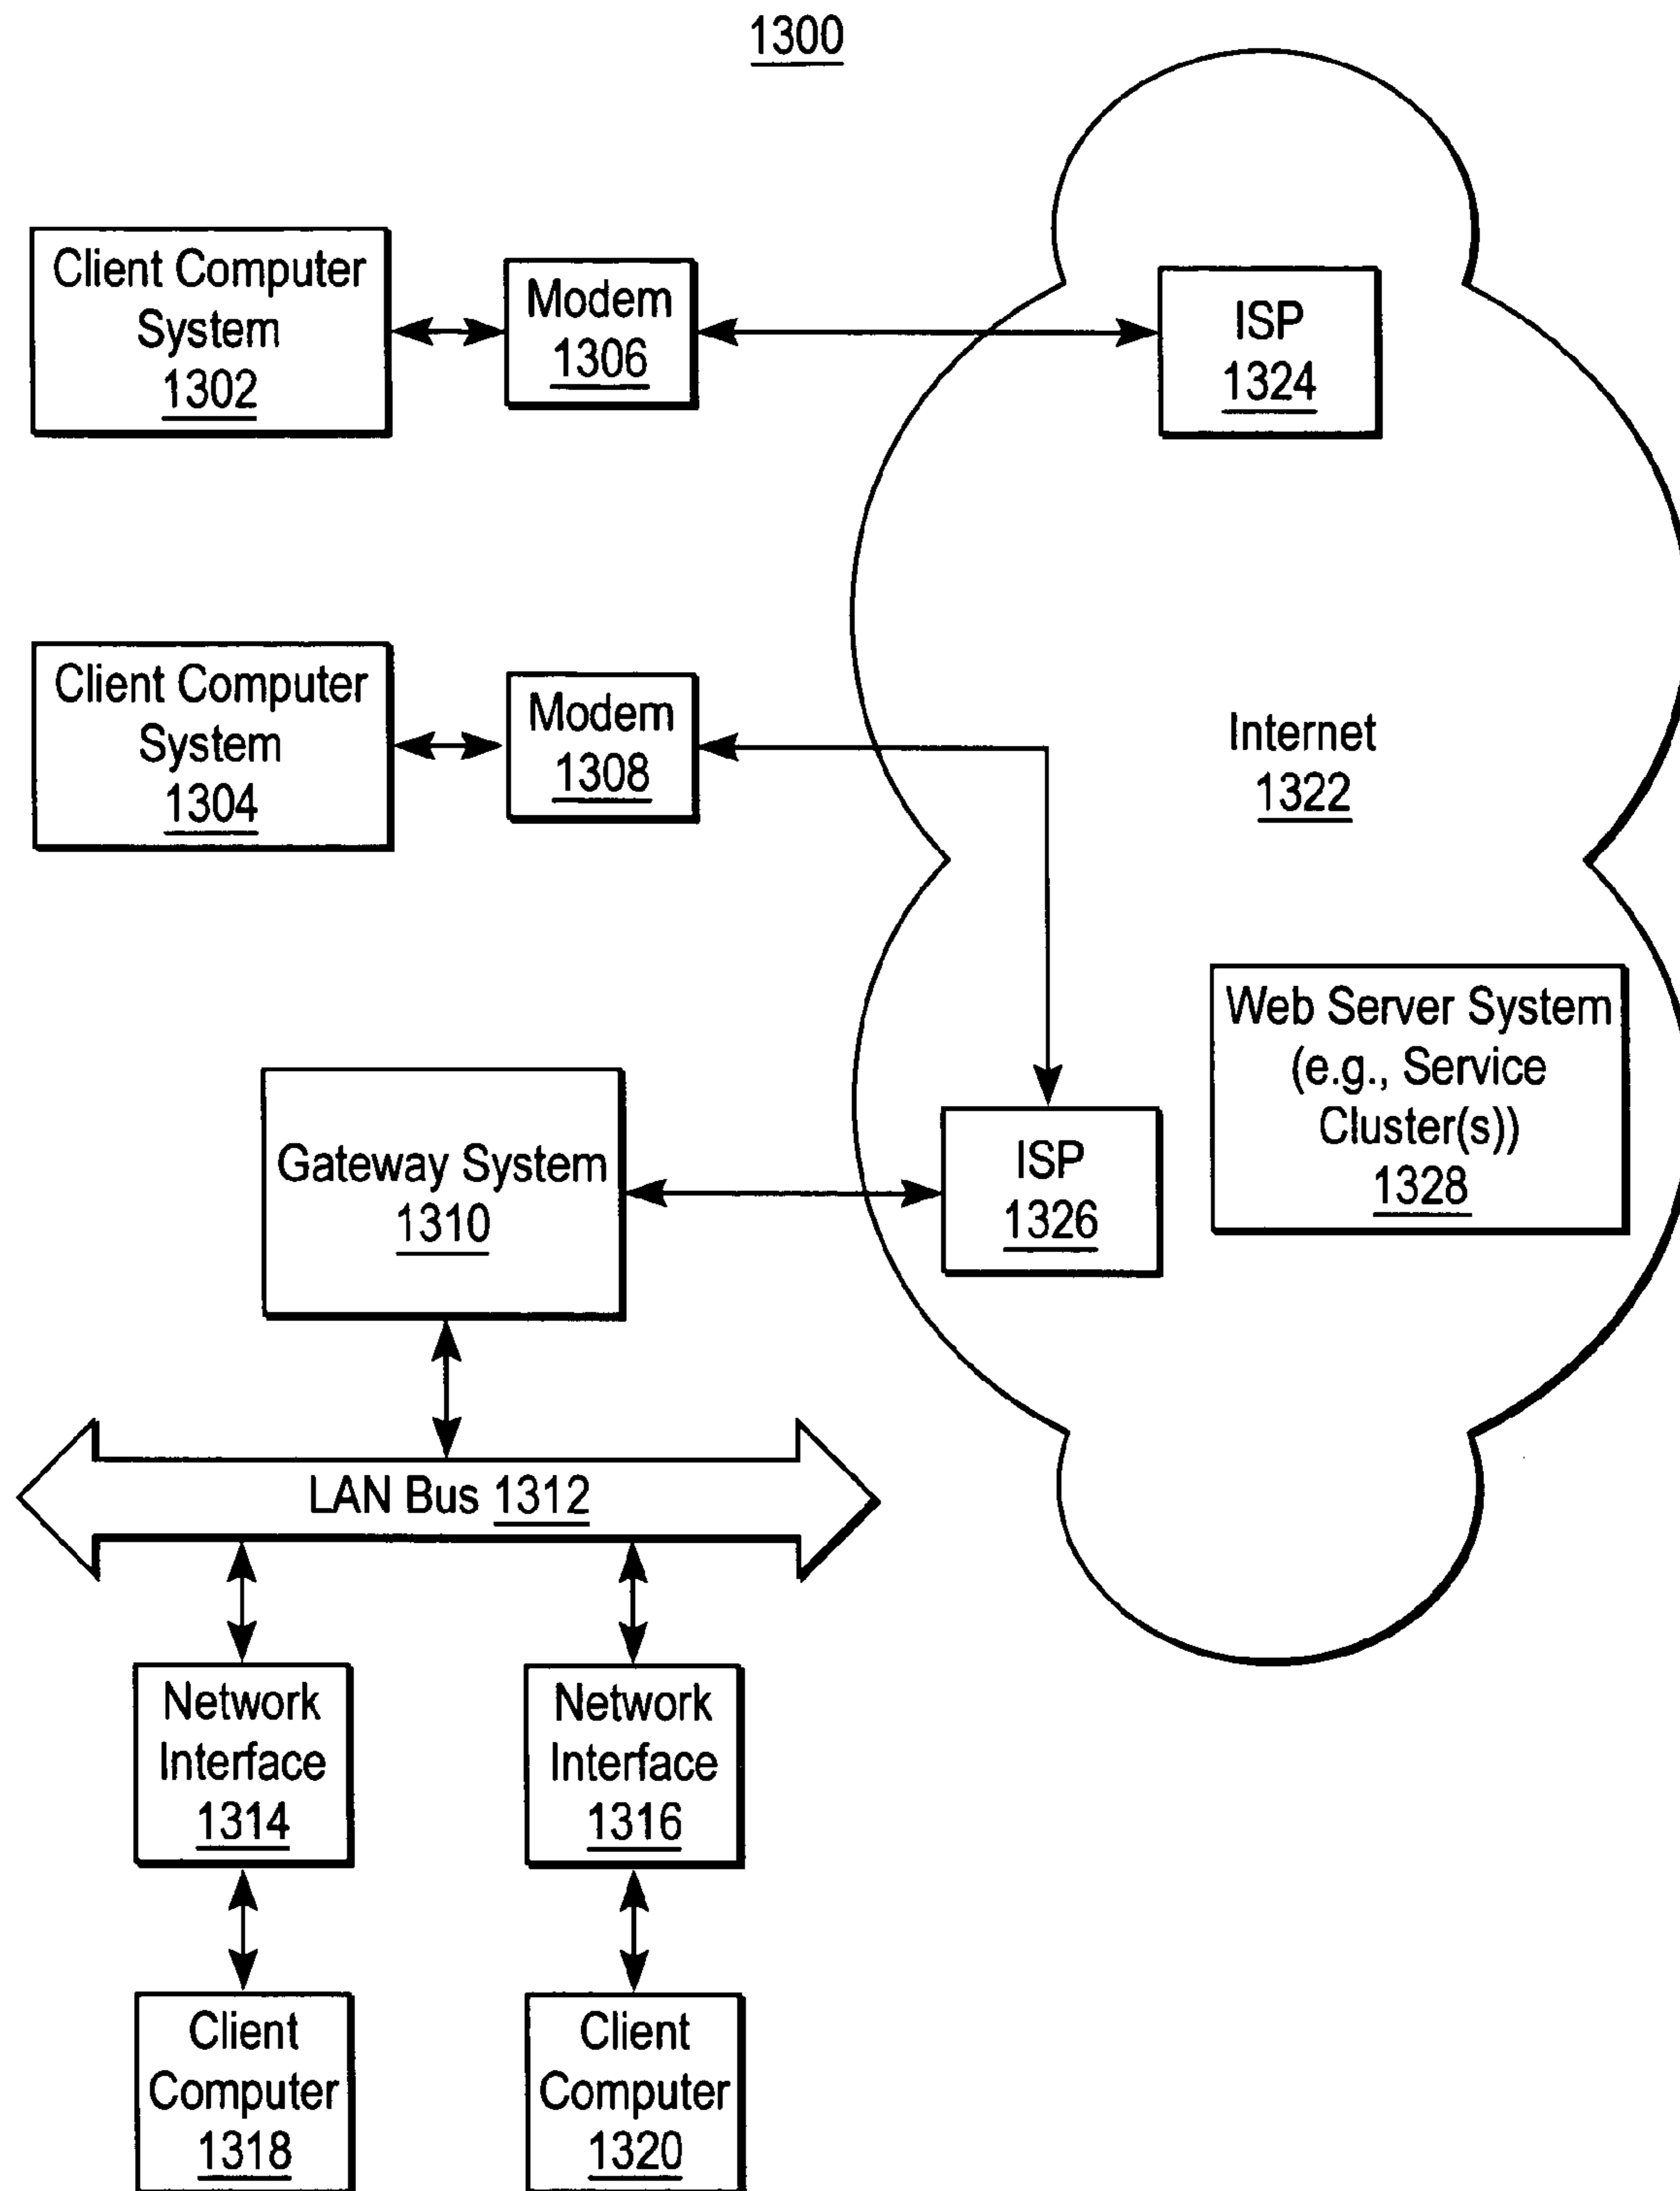 1300
Client Computer
System
1302
Modem
1306
ISP
1324
Client Computer
System
1304
Modem
1308
Internet
1322
Web Server System
(e.g., Service
Cluster(s))
1328
Gateway System
1310
ISP
1326
LAN Bus 1312
Network
Interface
1314
Network
Interface
1316
Client
Computer
1318
Client
Computer
1320